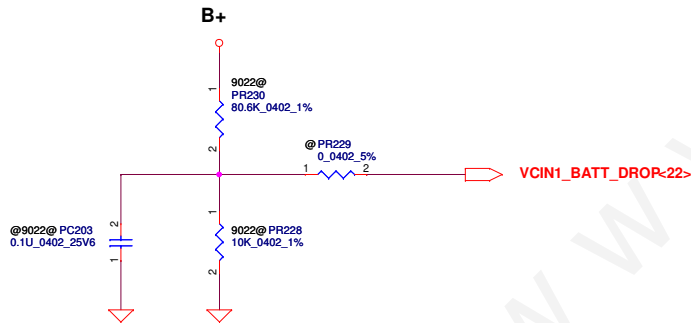 B+
1
9022@
PR230
80.6K_0402_1%
2
@ PR229
0_0402_5%
1
2
VCIN1_BATT_DROP<22>
@9022@ PC203
0.1U_0402_25V6
2
1
1
9022@ PR228
10K_0402_1%
2
W W